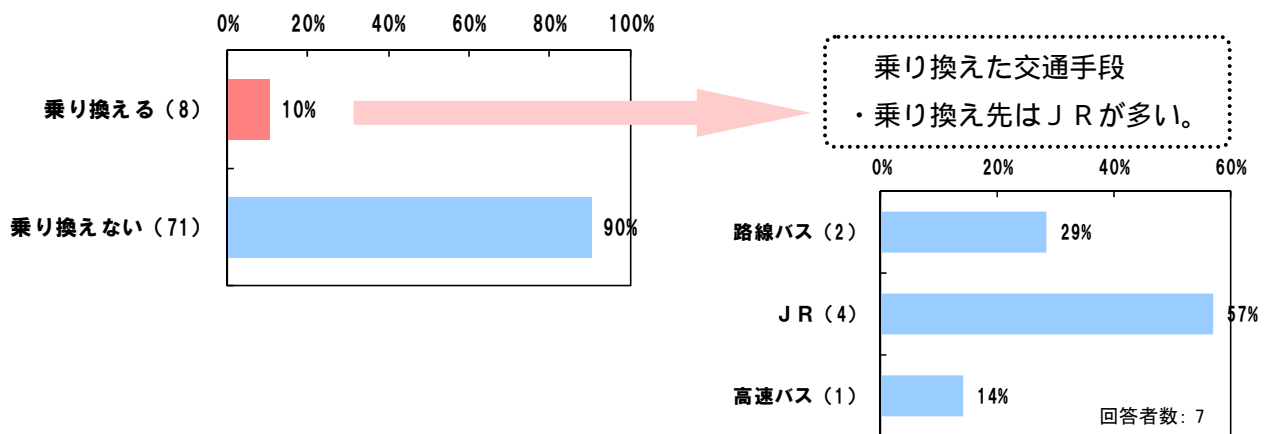 0% 20% 40% 60% 80% 100%
乗り換える（8） 10%
乗り換えない（71） 90%
乗り換えた交通手段
・乗り換え先はＪＲが多い。
0% 20% 40% 60%
路線バス（2） 29%
ＪＲ（4） 57%
高速バス（1） 14%
回答者数: 7